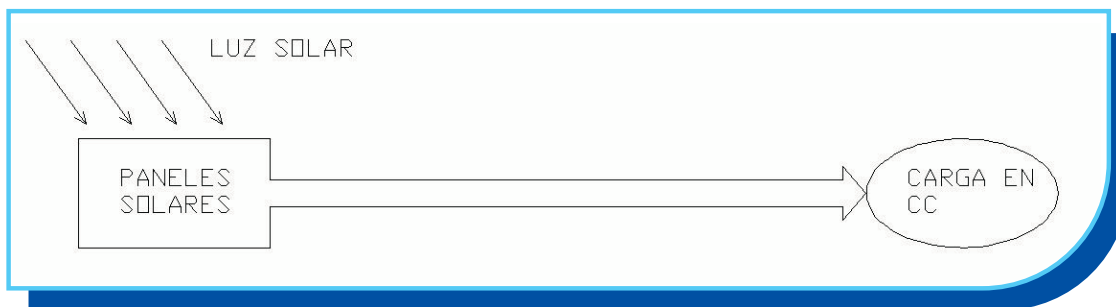 LUZ SOLAR
PANELES
SOLARES
CARGA EN
CC